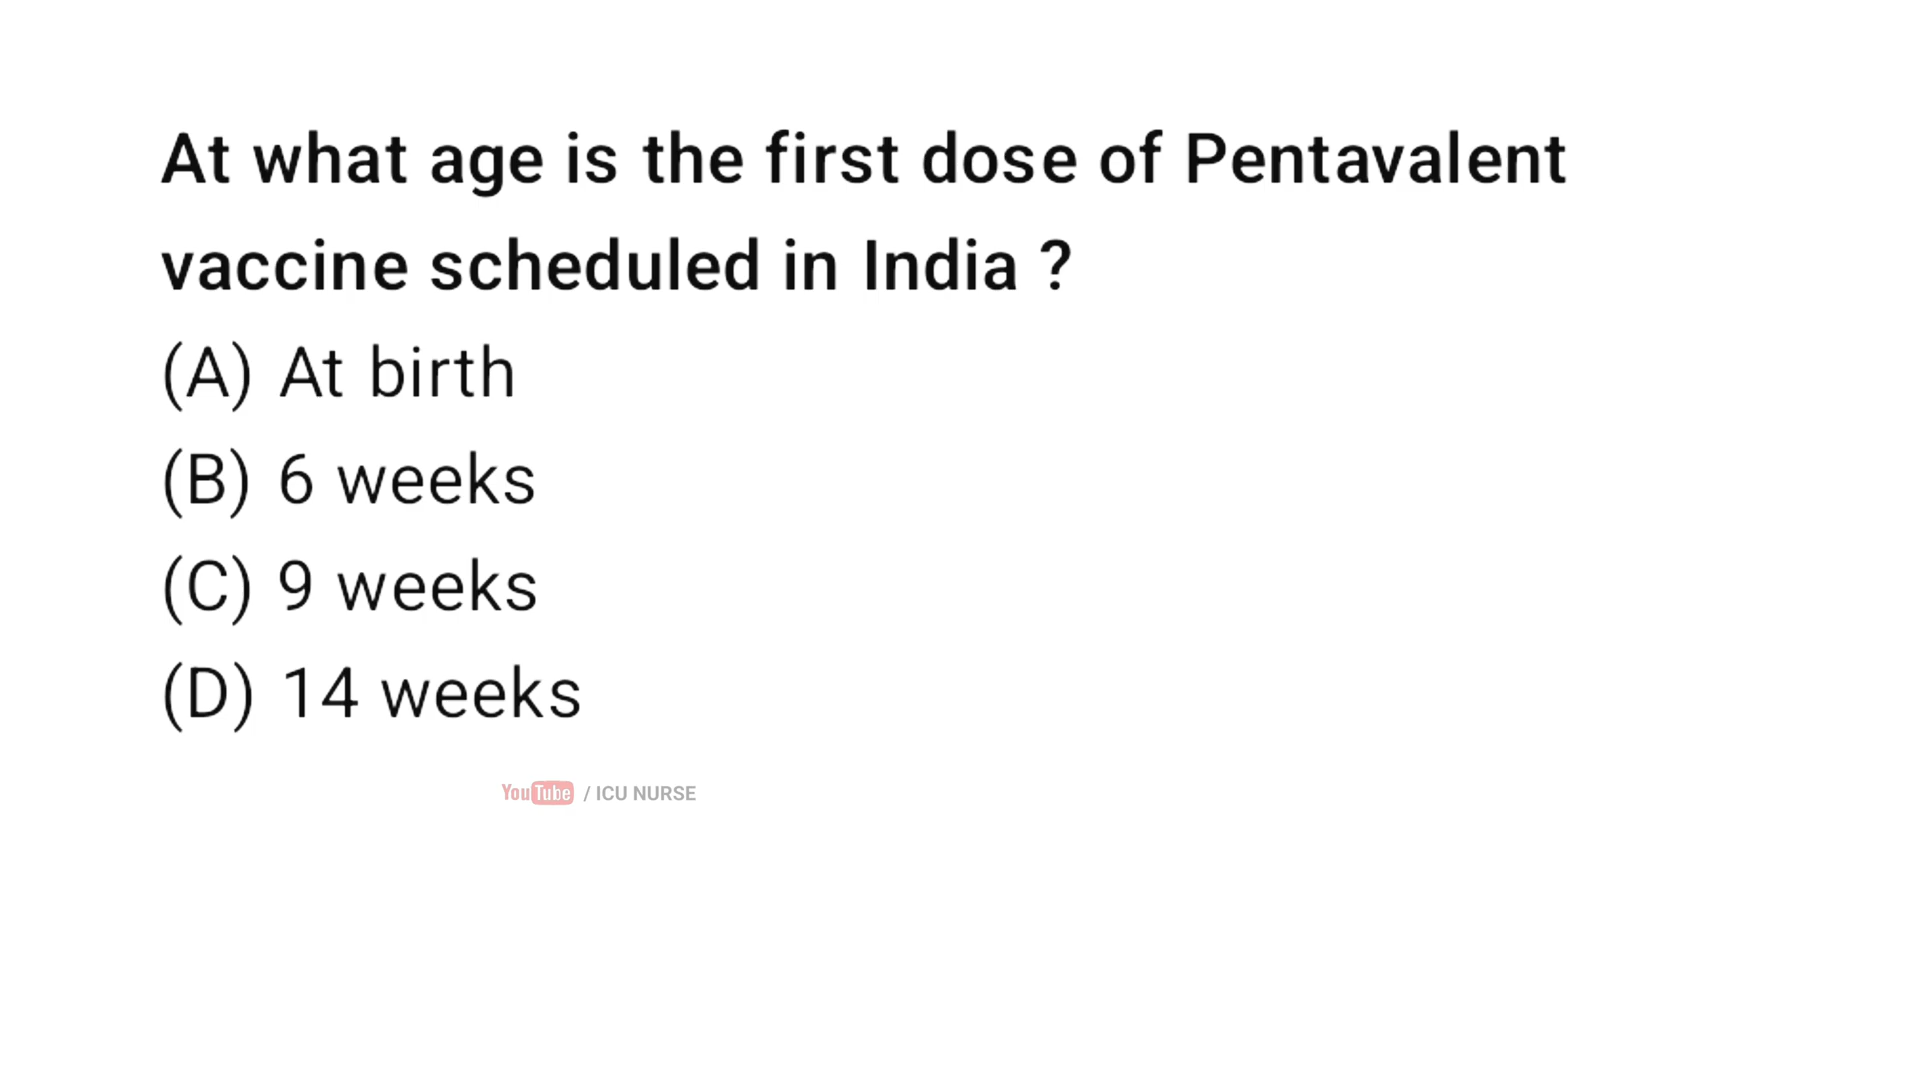 At what age is the first dose of Pentavalent
vaccine scheduled in India ?
(A) At birth
(B) 6 weeks
(C) 9 weeks
(D) 14 weeks
YouTube / ICU NURSE